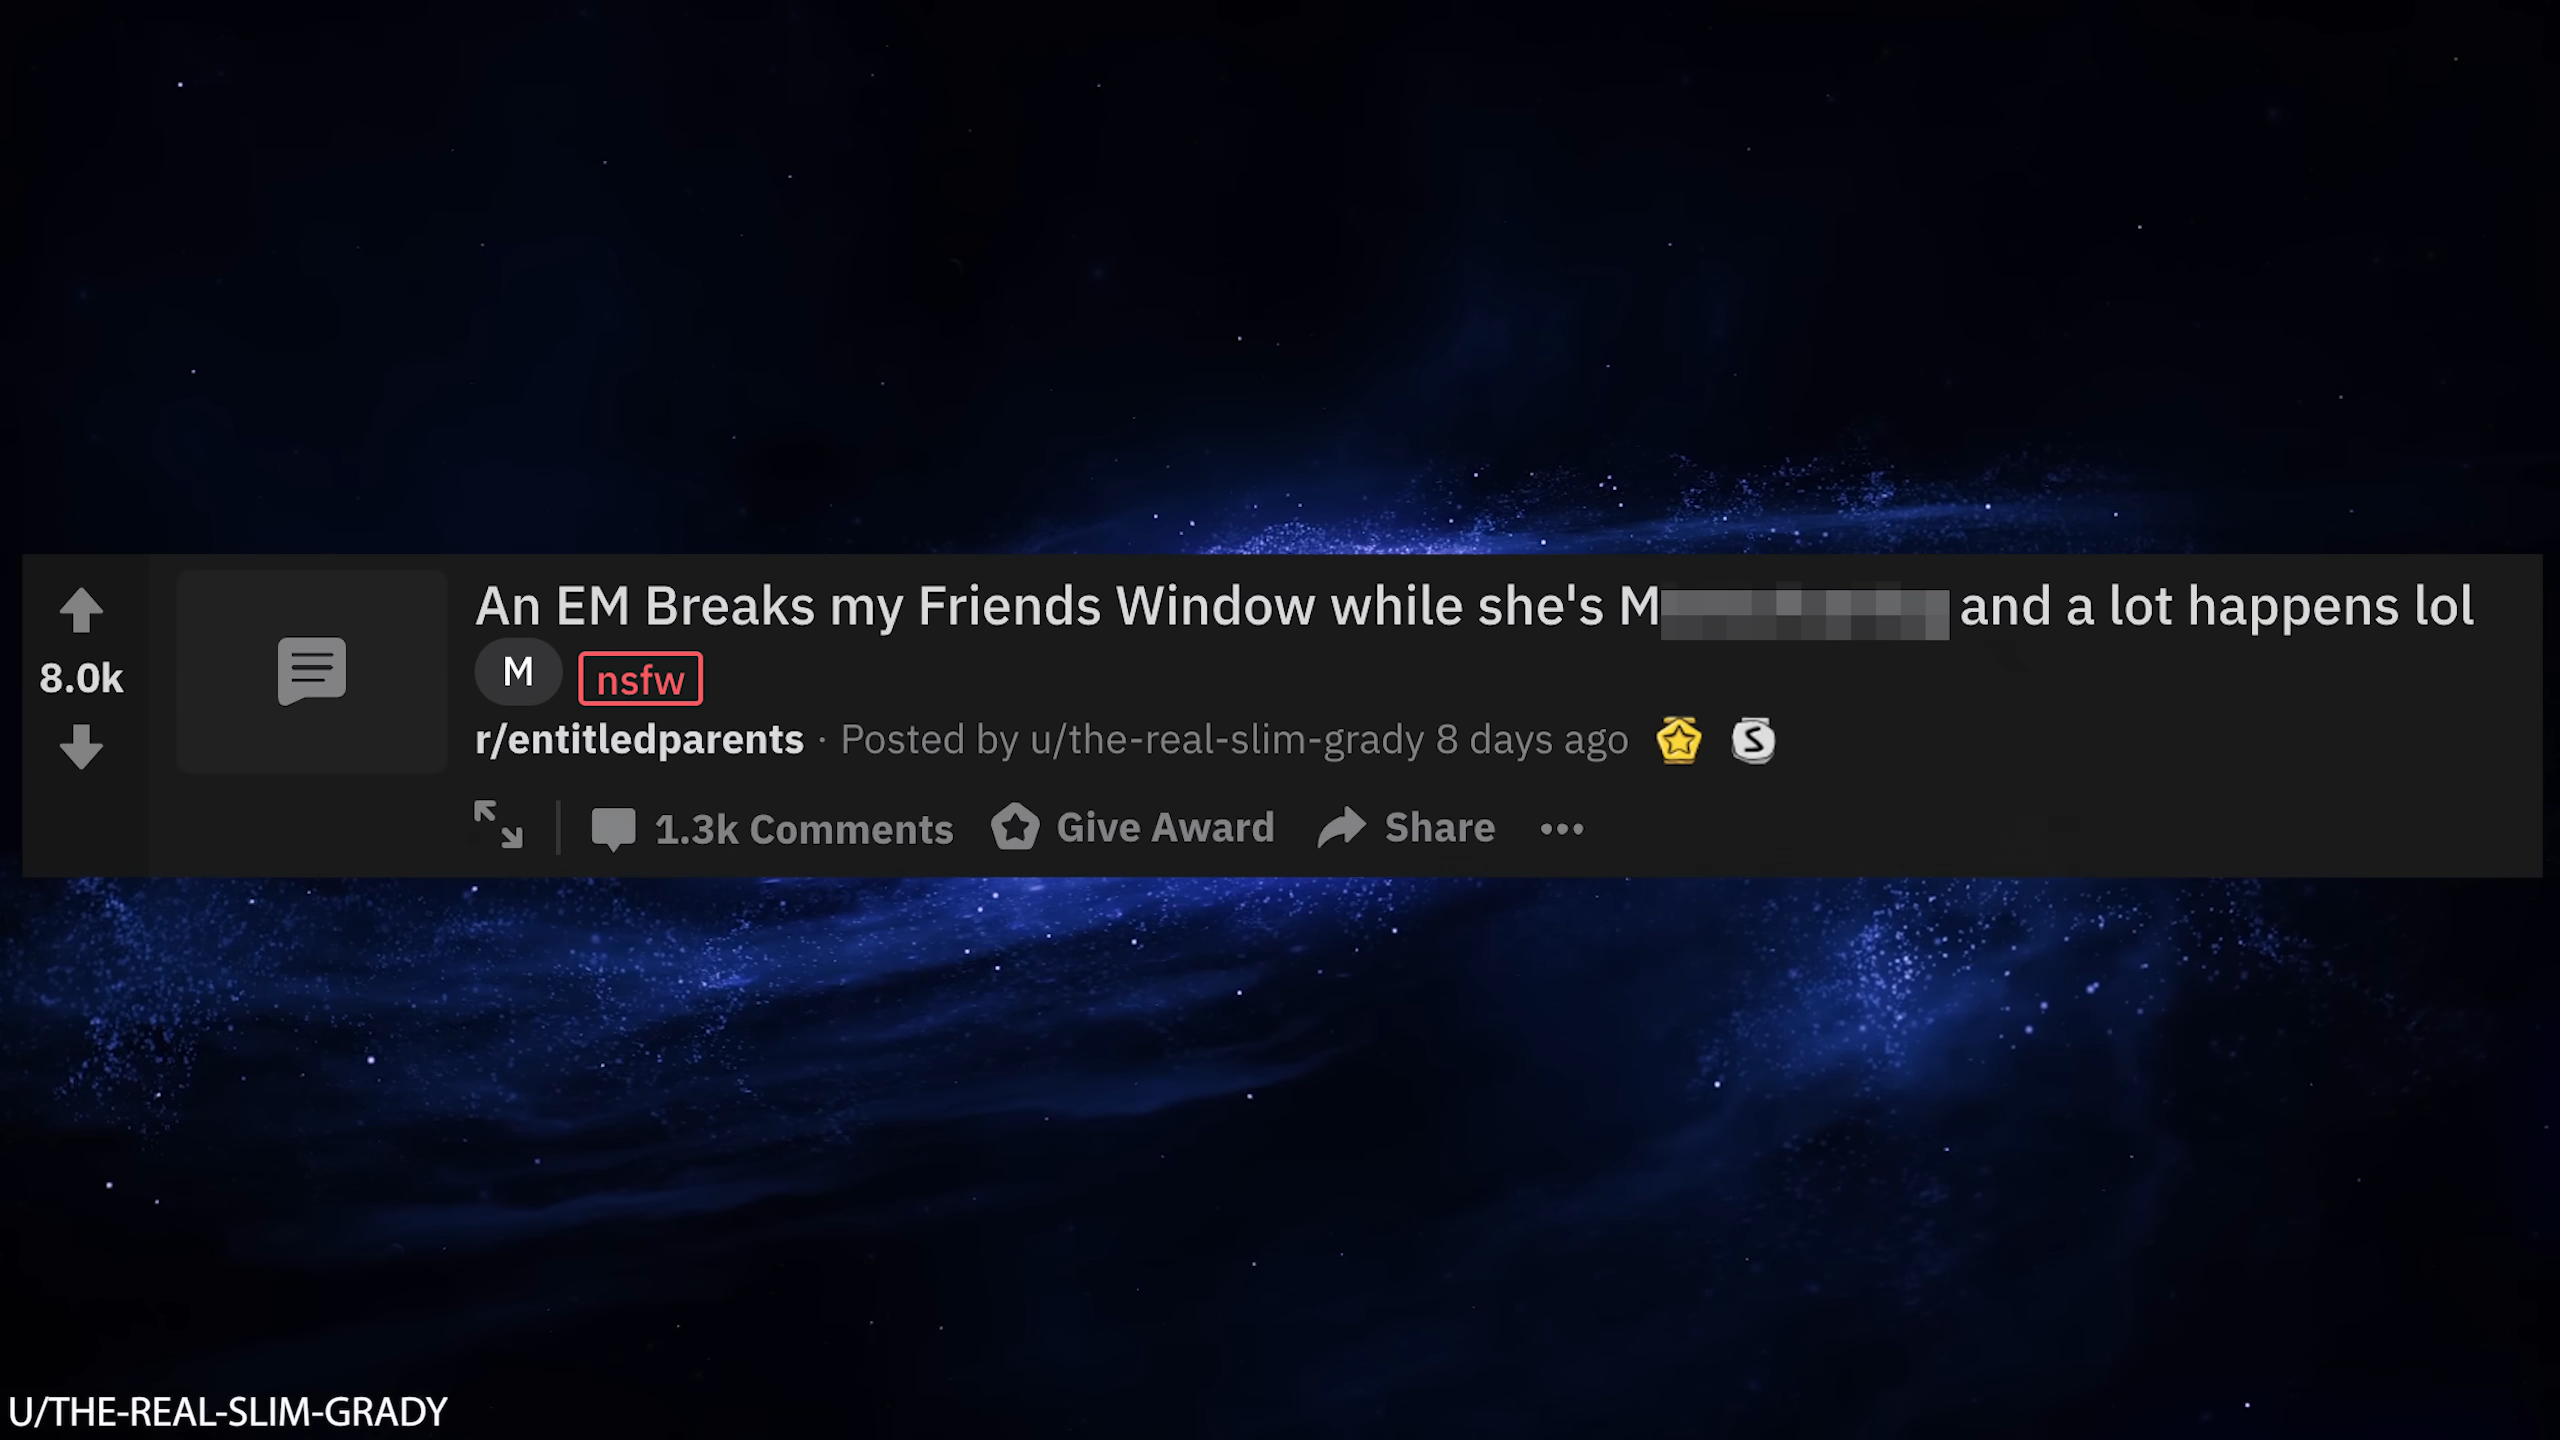 An EM Breaks my Friends Window while she's M and a lot happens lol
M nsfw
8.0k
r/entitledparents · Posted by u/the-real-slim-grady 8 days ago
1.3k Comments Give Award Share
U/THE-REAL-SLIM-GRADY